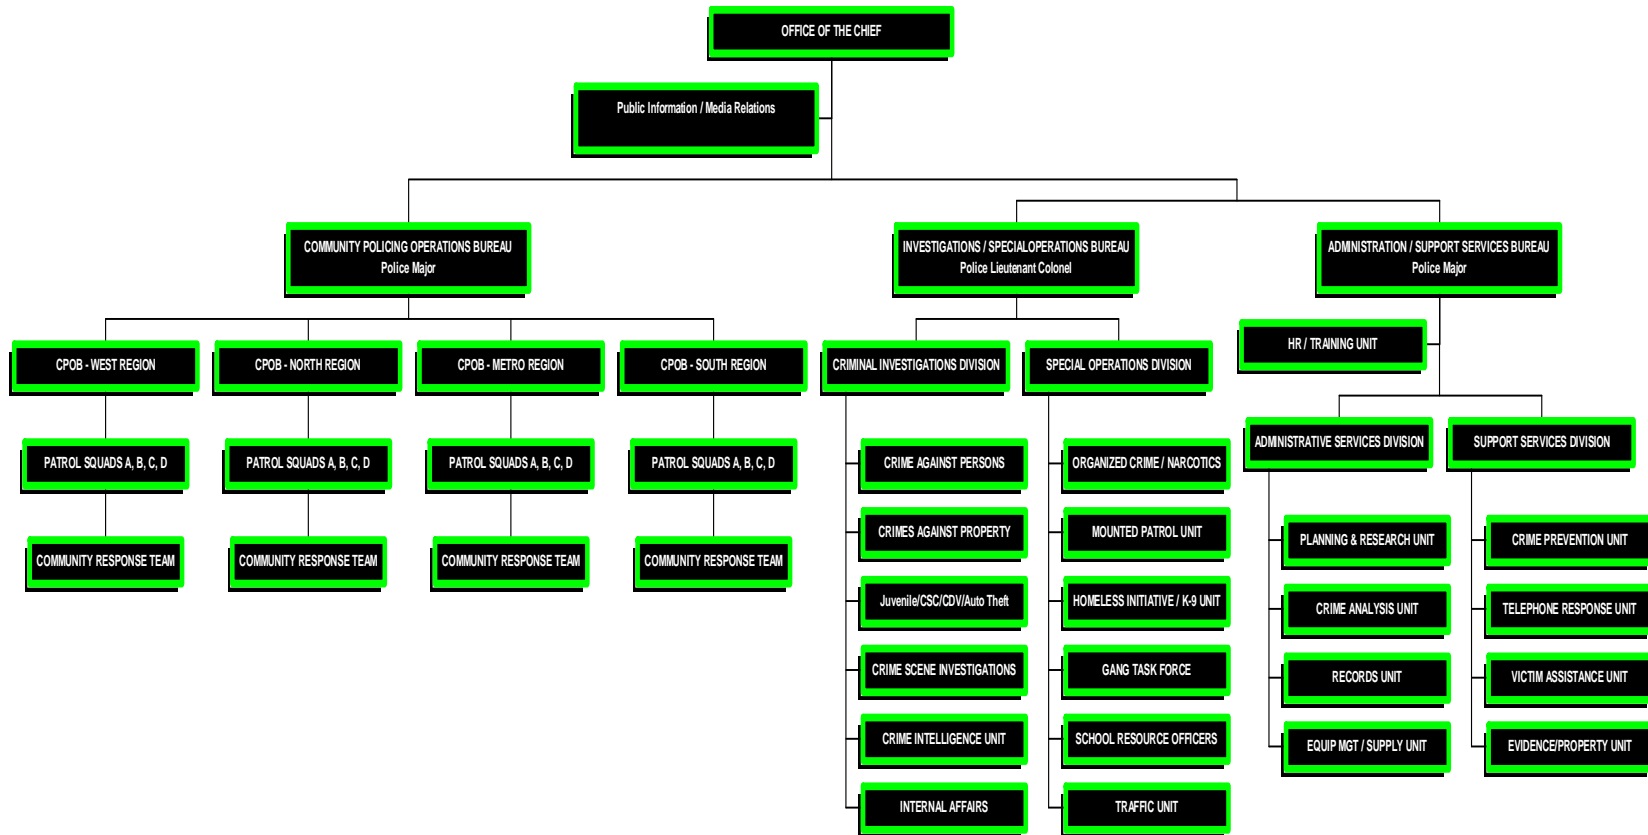 OFFICE OF THE CHIEF
Public Information / Media Relations
COMMUNITY POLICING OPERATIONS BUREAU
Police Major
INVESTIGATIONS / SPECIALOPERATIONS BUREAU
Police Lieutenant Colonel
ADMINISTRATION / SUPPORT SERVICES BUREAU
Police Major
HR / TRAINING UNIT
CPOB - WEST REGION
CPOB - NORTH REGION
CPOB - METRO REGION
CPOB - SOUTH REGION
CRIMINAL INVESTIGATIONS DIVISION
SPECIAL OPERATIONS DIVISION
ADMINISTRATIVE SERVICES DIVISION
SUPPORT SERVICES DIVISION
PATROL SQUADS A, B, C, D
PATROL SQUADS A, B, C, D
PATROL SQUADS A, B, C, D
PATROL SQUADS A, B, C, D
CRIME AGAINST PERSONS
ORGANIZED CRIME / NARCOTICS
CRIMES AGAINST PROPERTY
MOUNTED PATROL UNIT
PLANNING & RESEARCH UNIT
CRIME PREVENTION UNIT
COMMUNITY RESPONSE TEAM
COMMUNITY RESPONSE TEAM
COMMUNITY RESPONSE TEAM
COMMUNITY RESPONSE TEAM
Juvenile/CSC/CDV/Auto Theft
HOMELESS INITIATIVE / K-9 UNIT
CRIME ANALYSIS UNIT
TELEPHONE RESPONSE UNIT
CRIME SCENE INVESTIGATIONS
GANG TASK FORCE
RECORDS UNIT
VICTIM ASSISTANCE UNIT
CRIME INTELLIGENCE UNIT
SCHOOL RESOURCE OFFICERS
EQUIP MGT / SUPPLY UNIT
EVIDENCE/PROPERTY UNIT
INTERNAL AFFAIRS
TRAFFIC UNIT